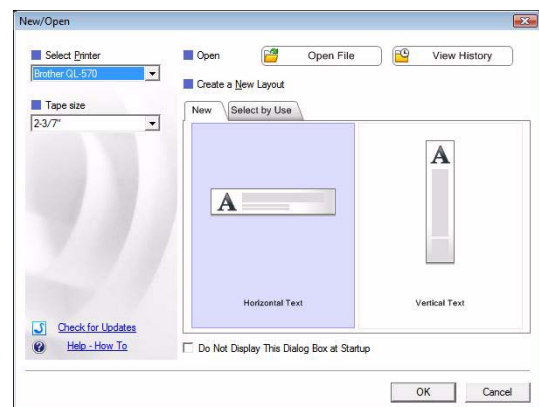 New/Open
Select Printer
Brother QL-570
Tape size
2-3/7"
Check for Updates
Help - How To
Open
Open File
View History
Create a New Layout
New
Select by Use
A
Horizontal Text
A
Vertical Text
Do Not Display This Dialog Box at Startup
OK
Cancel